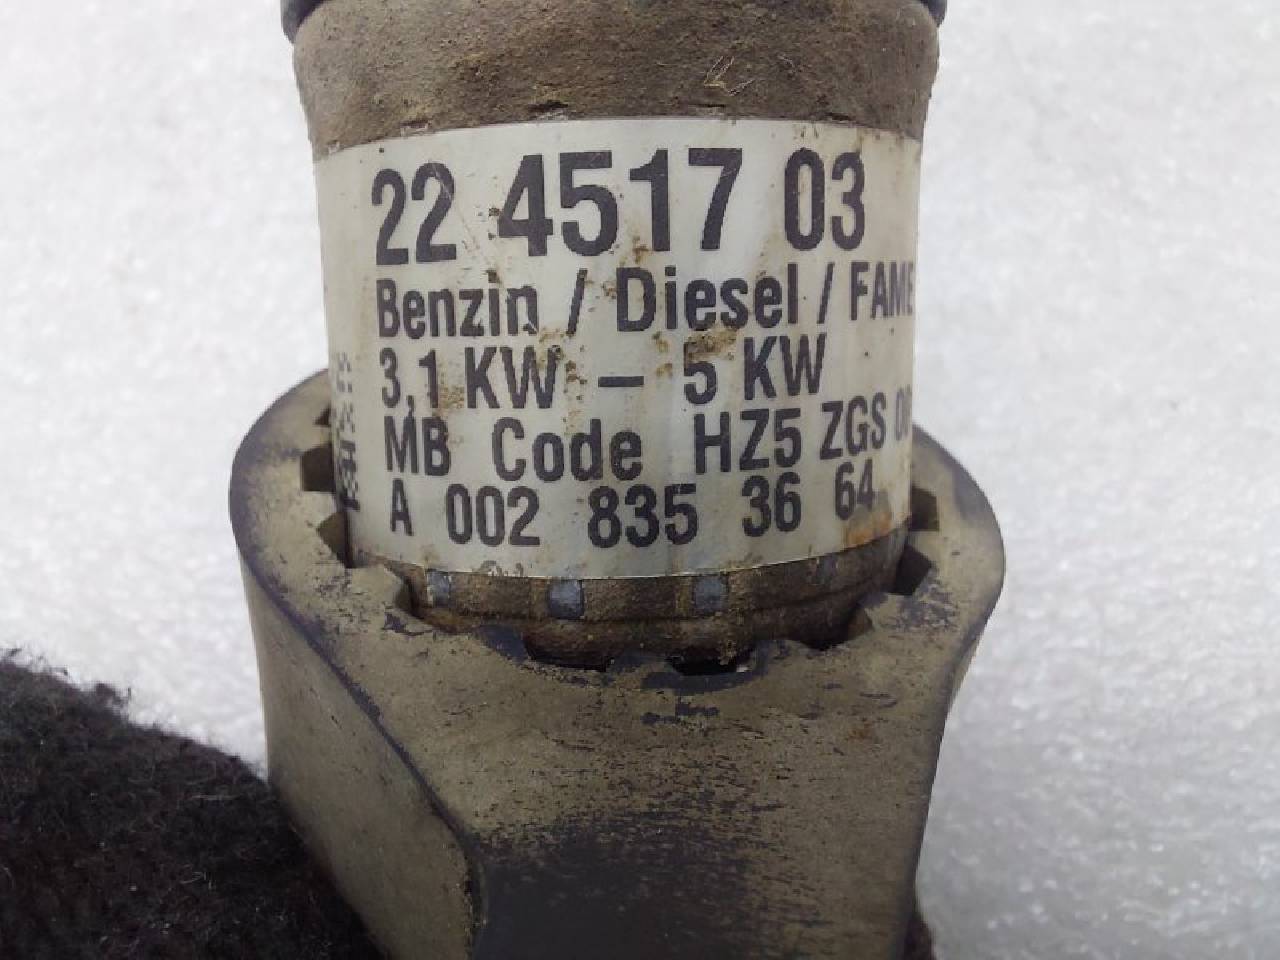 22 4517 03
Benzin / Diesel / FAME
3,1 KW – 5 KW
MB Code HZ5 ZGS
A 002 835 36 64